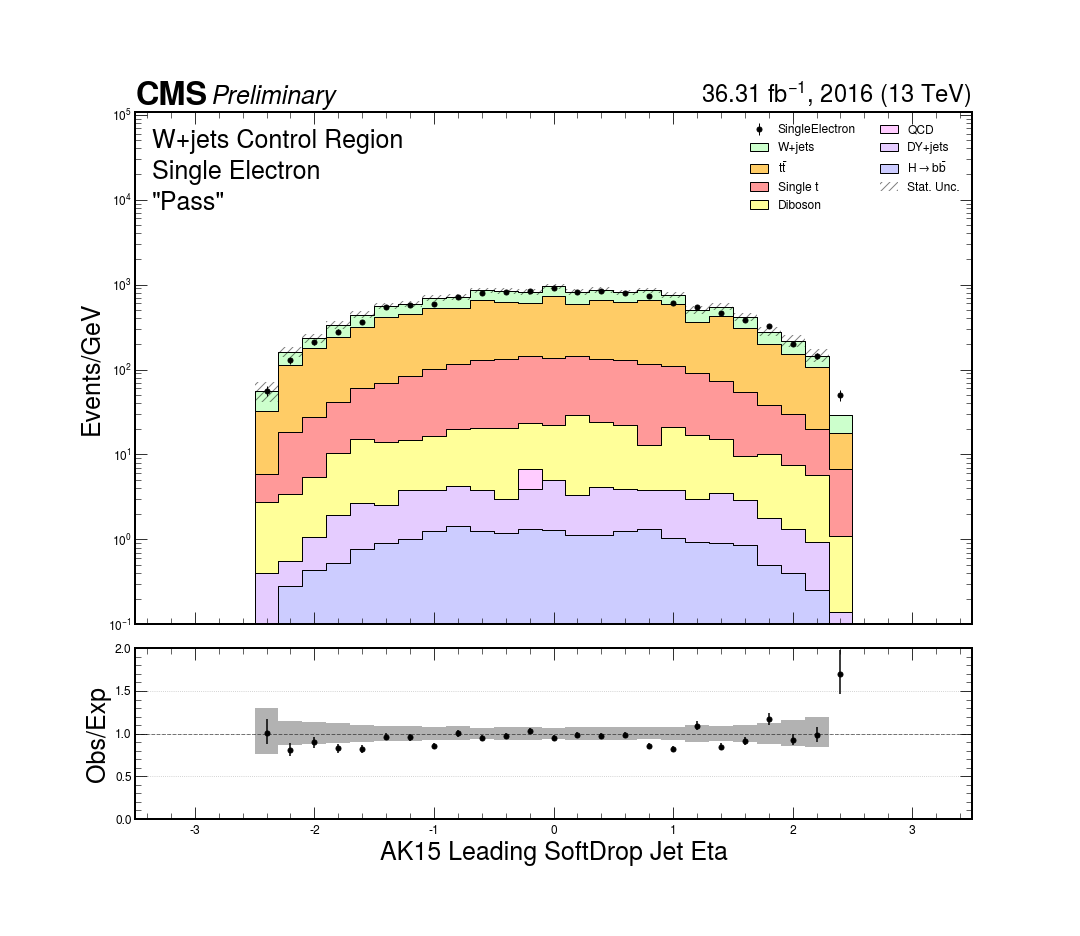 CMS Preliminary
36.31 fb⁻¹, 2016 (13 TeV)
W+jets Control Region
Single Electron
"Pass"
SingleElectron
W+jets
tt̄
Single t
Diboson
QCD
DY+jets
H→bb̄
Stat. Unc.
Events/GeV
10⁵
10⁴
10³
10²
10¹
10⁰
10⁻¹
Obs/Exp
2.0
1.5
1.0
0.5
0.0
-3 -2 -1 0 1 2 3
AK15 Leading SoftDrop Jet Eta